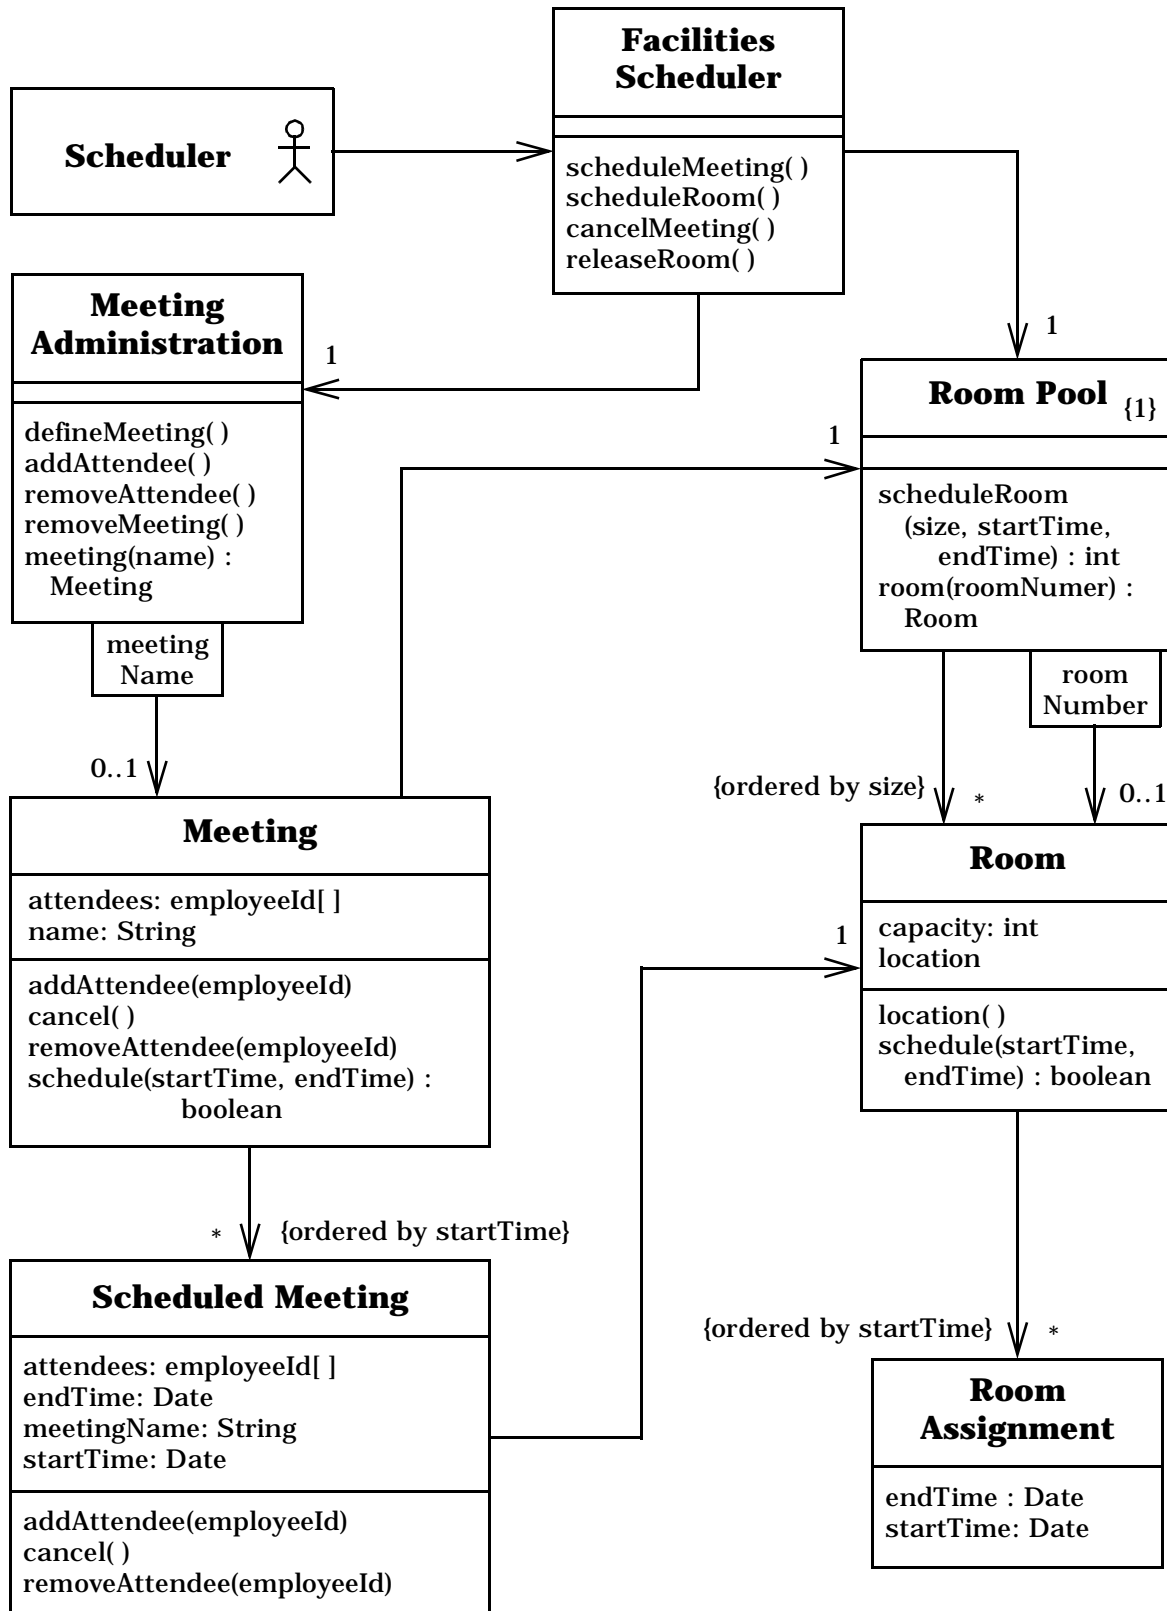 Facilities
Scheduler
scheduleMeeting( )
scheduleRoom( )
cancelMeeting( )
releaseRoom( )
Scheduler
Meeting
Administration
defineMeeting( )
addAttendee( )
removeAttendee( )
removeMeeting( )
meeting(name) :
Meeting
meeting
Name
1
1
Room Pool
{1}
scheduleRoom
(size, startTime,
endTime) : int
room(roomNumer) :
Room
room
Number
1
0..1
{ordered by size}
*
0..1
Meeting
attendees: employeeId[ ]
name: String
addAttendee(employeeId)
cancel( )
removeAttendee(employeeId)
schedule(startTime, endTime) :
boolean
Room
capacity: int
location
location( )
schedule(startTime,
endTime) : boolean
1
*
{ordered by startTime}
Scheduled Meeting
attendees: employeeId[ ]
endTime: Date
meetingName: String
startTime: Date
addAttendee(employeeId)
cancel( )
removeAttendee(employeeId)
{ordered by startTime}
*
Room
Assignment
endTime : Date
startTime: Date